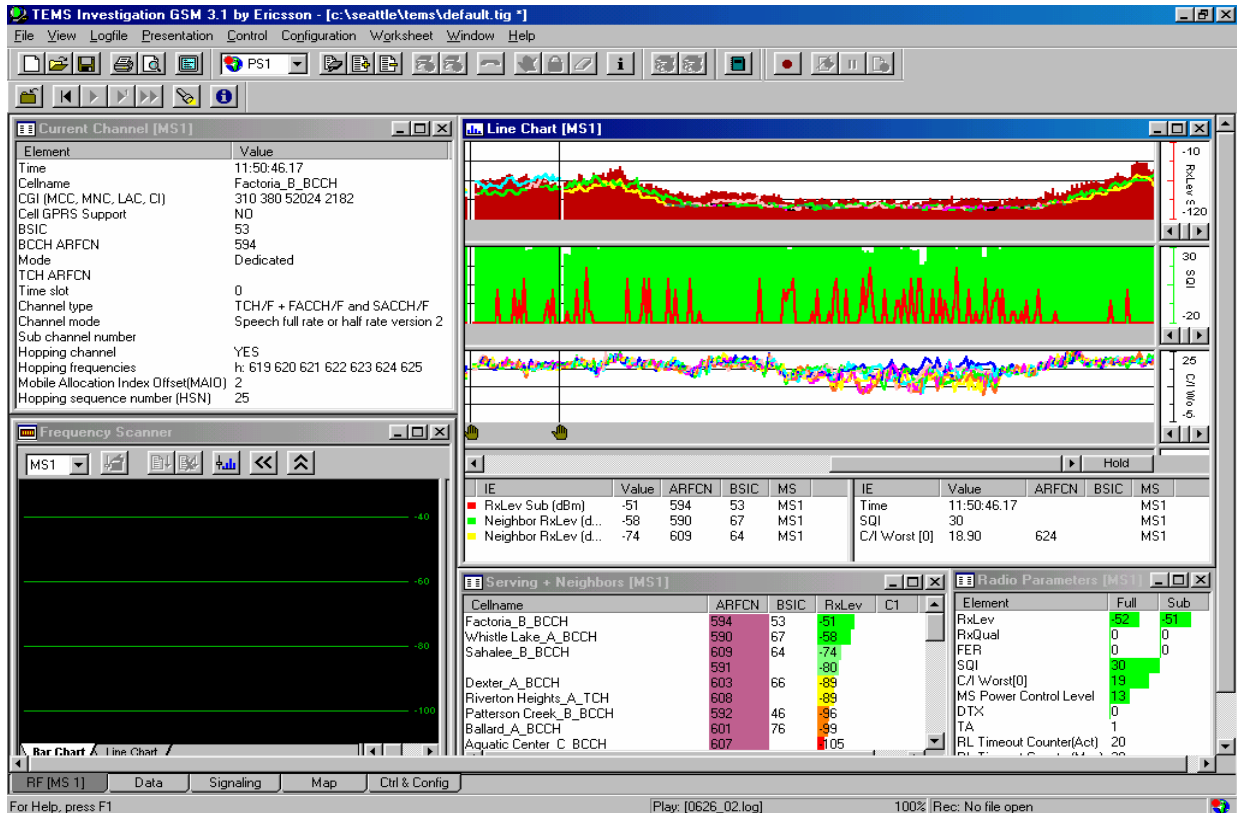 TEMS Investigation GSM 3.1 by Ericsson - [c:\seattle\tems\default.tig *]
File View Logfile Presentation Control Configuration Worksheet Window Help
PS1
Current Channel [MS1]
Element Value
Time 11:50:46.17
Cellname Factoria_B_BCCH
CGI (MCC, MNC, LAC, CI) 310 380 52024 2182
Cell GPRS Support NO
BSIC 53
BCCH ARFCN 594
Mode Dedicated
TCH ARFCN
Time slot 0
Channel type TCH/F + FACCH/F and SACCH/F
Channel mode Speech full rate or half rate version 2
Sub channel number
Hopping channel YES
Hopping frequencies h: 619 620 621 622 623 624 625
Mobile Allocation Index Offset(MAIO) 2
Hopping sequence number (HSN) 25
Line Chart [MS1]
-10
RxLev S
-120
30
SQI
-20
25
C/I Wo
-5.
Hold
IE Value ARFCN BSIC MS
RxLev Sub (dBm) -51 594 53 MS1
Neighbor RxLev (d... -58 590 67 MS1
Neighbor RxLev (d... -74 609 64 MS1
IE Value ARFCN BSIC MS
Time 11:50:46.17 MS1
SQI 30 MS1
C/I Worst [0] 18.90 624 MS1
Frequency Scanner
MS1
-40
-60
-80
-100
Bar Chart Line Chart
Serving + Neighbors [MS1]
Cellname ARFCN BSIC RxLev C1
Factoria_B_BCCH 594 53 -51
Whistle Lake_A_BCCH 590 67 -58
Sahalee_B_BCCH 609 64 -74
591 -80
Dexter_A_BCCH 603 66 -89
Riverton Heights_A_TCH 608 -89
Patterson Creek_B_BCCH 592 46 -96
Ballard_A_BCCH 601 76 -99
Aquatic Center_C_BCCH 607 -105
Radio Parameters [MS1]
Element Full Sub
RxLev -52 -51
RxQual 0 0
FER 0 0
SQI 30
C/I Worst[0] 19
MS Power Control Level 13
DTX 0
TA 1
RL Timeout Counter(Act) 20
RF [MS 1] Data Signaling Map Ctrl & Config
For Help, press F1 Play: [0626_02.log] 100% Rec: No file open